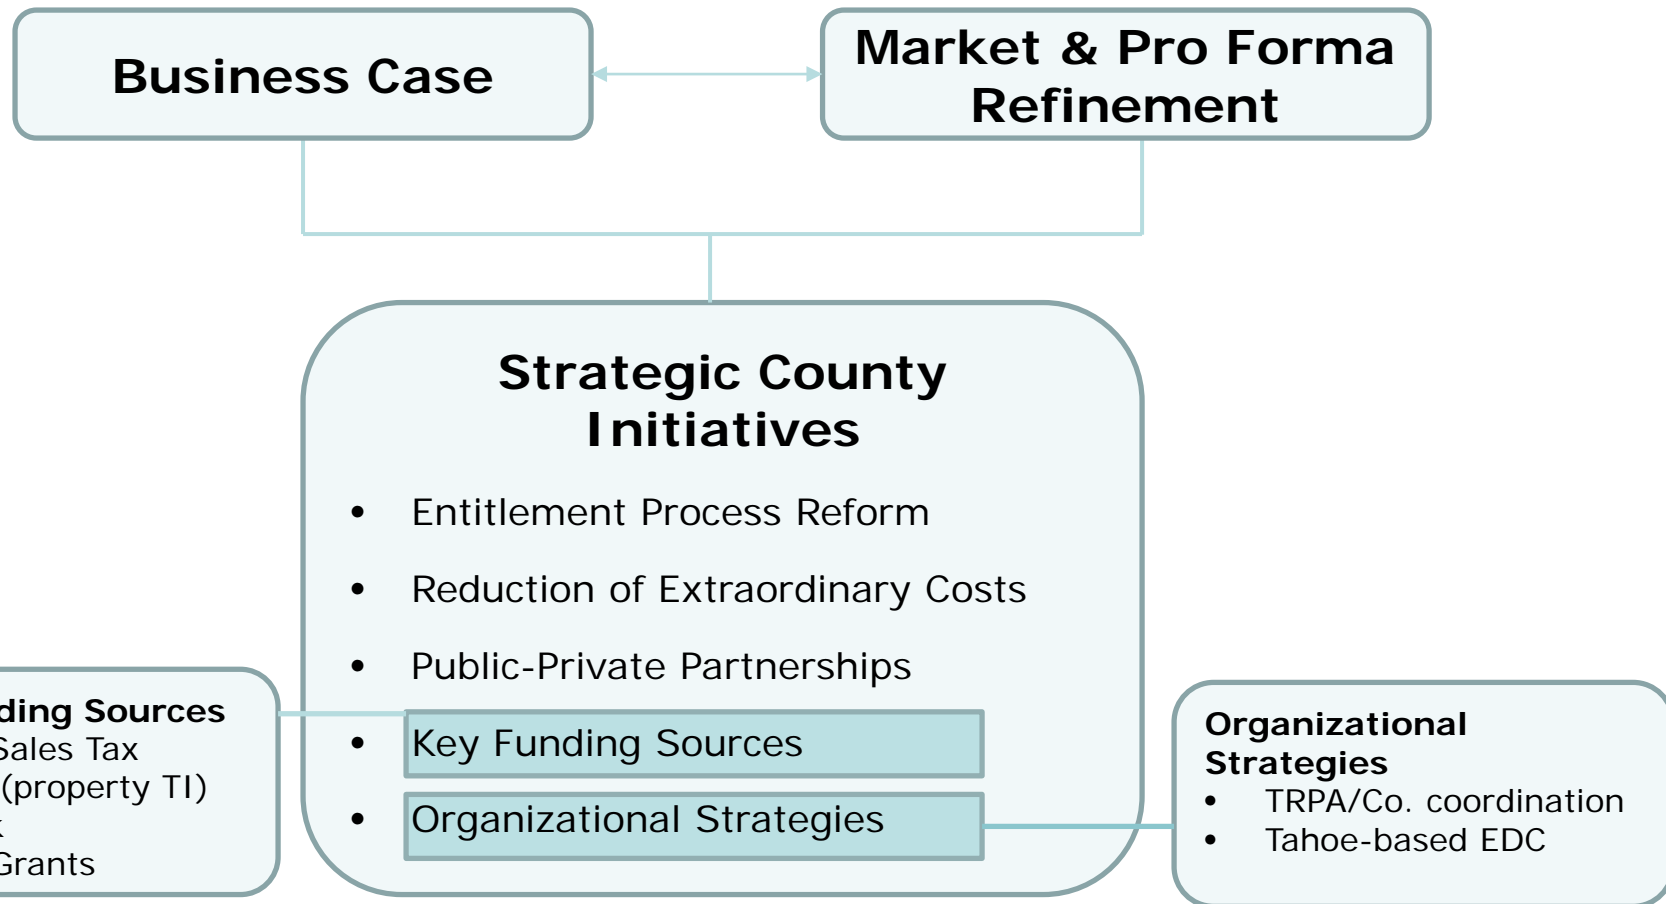 Business Case
Market & Pro Forma
Refinement
Strategic County
Initiatives
• Entitlement Process Reform
• Reduction of Extraordinary Costs
• Public-Private Partnerships
• Key Funding Sources
• Organizational Strategies
Sources
Sales Tax
(property TI)
Grants
Organizational
Strategies
• TRPA/Co. coordination
• Tahoe-based EDC